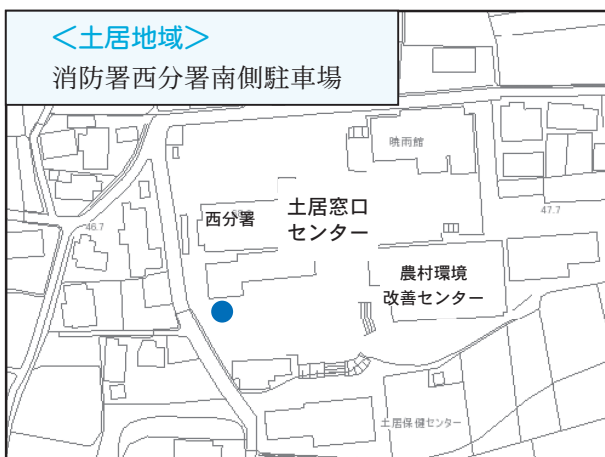 ＜土居地域＞
消防署西分署南側駐車場
暁雨館
西分署
土居窓口
センター
46.7
47.7
農村環境
改善センター
土居保健センター